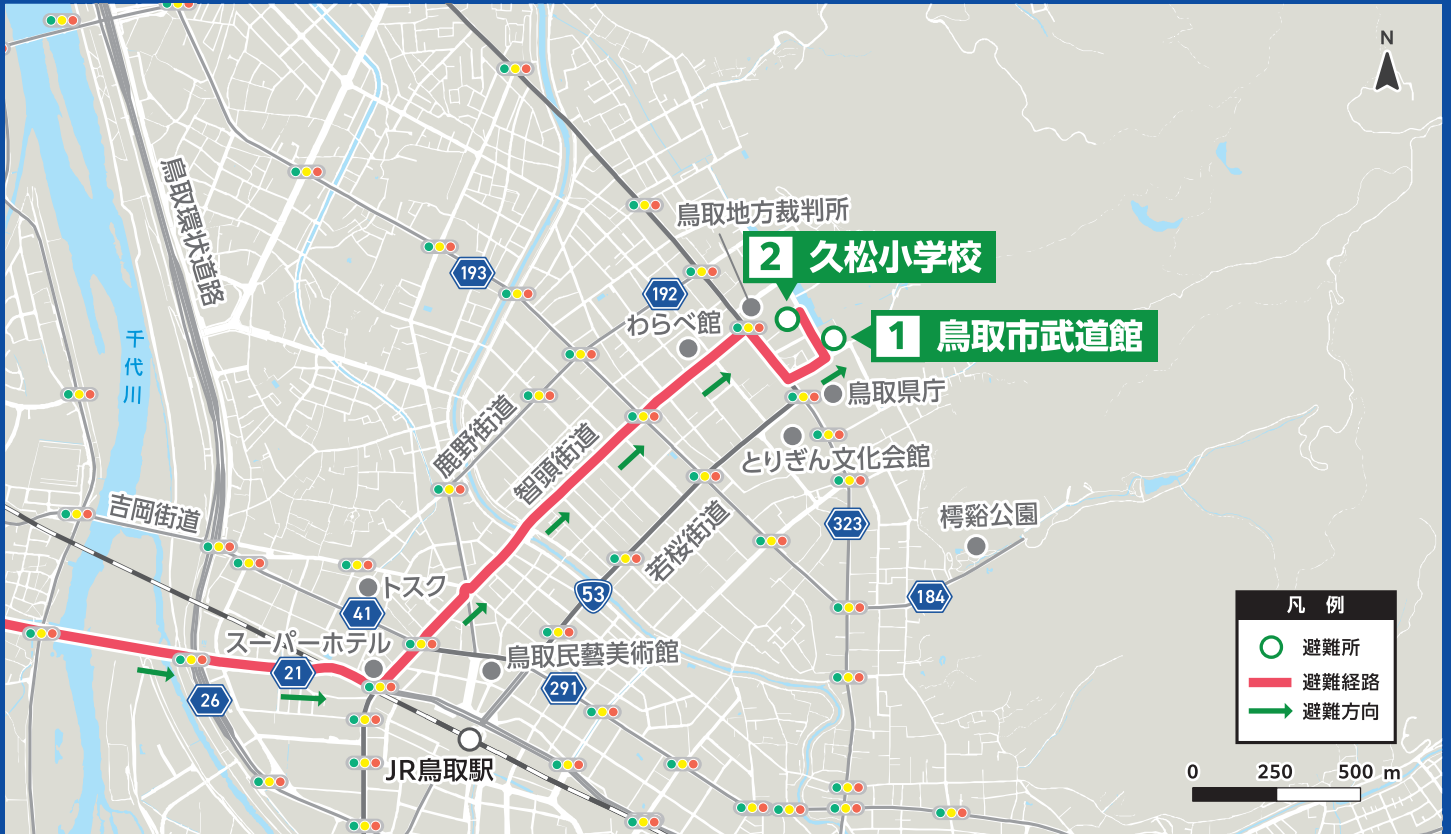 N
鳥取環状道路
鳥取地方裁判所
2 久松小学校
193
192
わらべ館
1 鳥取市武道館
千代川
鳥取県庁
鹿野街道
智頭街道
とりぎん文化会館
吉岡街道
若桜街道
323
樗谿公園
トスク
53
184
41
スーパーホテル
鳥取民藝美術館
21
26
291
JR鳥取駅
凡 例
避難所
避難経路
避難方向
0 250 500 m